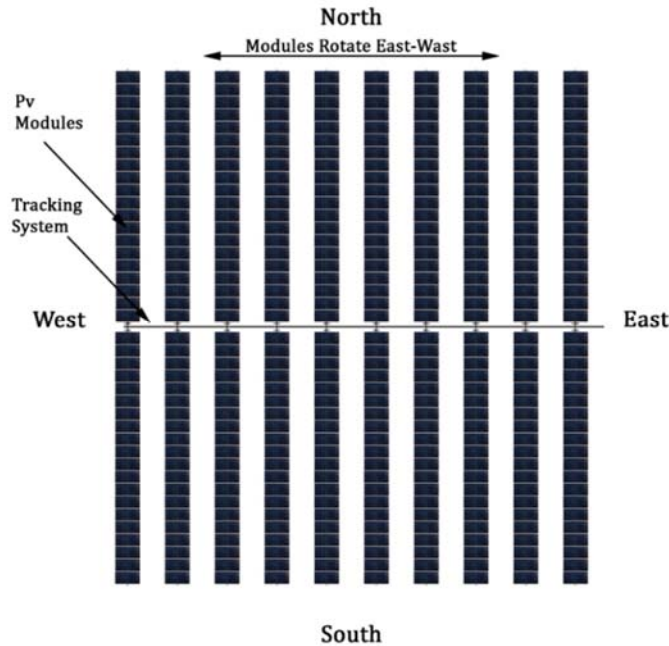 North
Modules Rotate East-Wast
Pv
Modules
Tracking
System
West
East
South